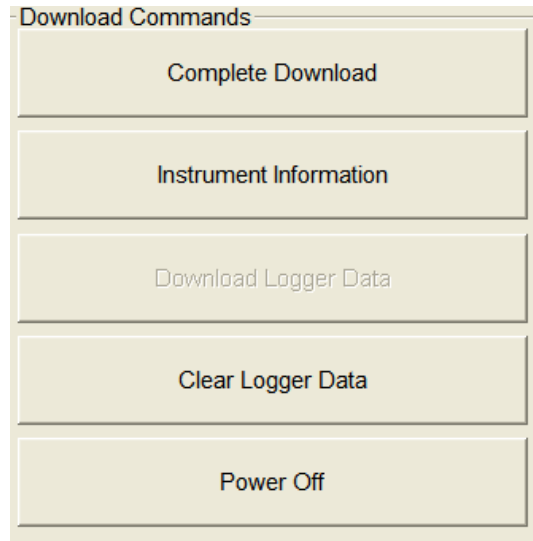 Download Commands
Complete Download
Instrument Information
Download Logger Data
Clear Logger Data
Power Off